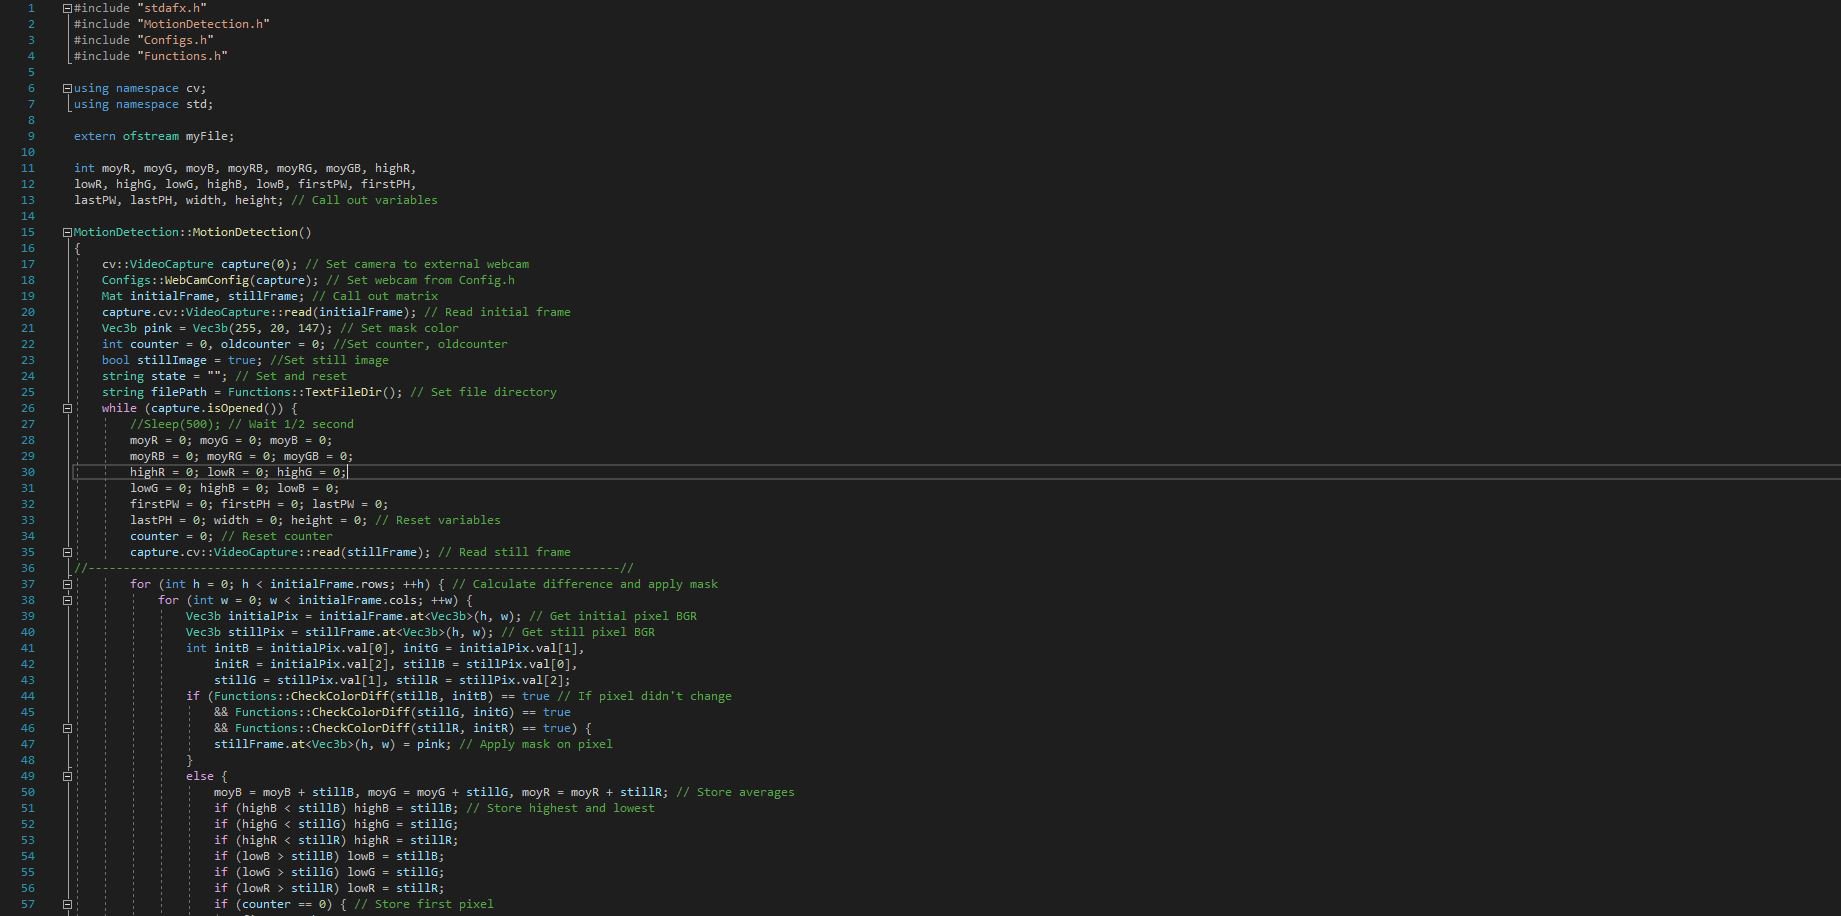 1 #include "stdafx.h"
2 #include "MotionDetection.h"
3 #include "Configs.h"
4 #include "Functions.h"
5
6 using namespace cv;
7 using namespace std;
8
9 extern ofstream myFile;
10
11 int moyR, moyG, moyB, moyRB, moyRG, moyGB, highR,
12 lowR, highG, lowG, highB, lowB, firstPW, firstPH,
13 lastPW, lastPH, width, height; // Call out variables
14
15 MotionDetection::MotionDetection()
16 {
17 cv::VideoCapture capture(0); // Set camera to external webcam
18 Configs::WebCamConfig(capture); // Set webcam from Config.h
19 Mat initialFrame, stillFrame; // Call out matrix
20 capture.cv::VideoCapture::read(initialFrame); // Read initial frame
21 Vec3b pink = Vec3b(255, 20, 147); // Set mask color
22 int counter = 0, oldcounter = 0; //Set counter, oldcounter
23 bool stillImage = true; //Set still image
24 string state = ""; // Set and reset
25 string filePath = Functions::TextFileDir(); // Set file directory
26 while (capture.isOpened()) {
27 //Sleep(500); // Wait 1/2 second
28 moyR = 0; moyG = 0; moyB = 0;
29 moyRB = 0; moyRG = 0; moyGB = 0;
30 highR = 0; lowR = 0; highG = 0;
31 lowG = 0; highB = 0; lowB = 0;
32 firstPW = 0; firstPH = 0; lastPW = 0;
33 lastPH = 0; width = 0; height = 0; // Reset variables
34 counter = 0; // Reset counter
35 capture.cv::VideoCapture::read(stillFrame); // Read still frame
36 //----------------------------------------------------------------------------//
37 for (int h = 0; h < initialFrame.rows; ++h) { // Calculate difference and apply mask
38 for (int w = 0; w < initialFrame.cols; ++w) {
39 Vec3b initialPix = initialFrame.at<Vec3b>(h, w); // Get initial pixel BGR
40 Vec3b stillPix = stillFrame.at<Vec3b>(h, w); // Get still pixel BGR
41 int initB = initialPix.val[0], initG = initialPix.val[1],
42 initR = initialPix.val[2], stillB = stillPix.val[0],
43 stillG = stillPix.val[1], stillR = stillPix.val[2];
44 if (Functions::CheckColorDiff(stillB, initB) == true // If pixel didn't change
45 && Functions::CheckColorDiff(stillG, initG) == true
46 && Functions::CheckColorDiff(stillR, initR) == true) {
47 stillFrame.at<Vec3b>(h, w) = pink; // Apply mask on pixel
48 }
49 else {
50 moyB = moyB + stillB, moyG = moyG + stillG, moyR = moyR + stillR; // Store averages
51 if (highB < stillB) highB = stillB; // Store highest and lowest
52 if (highG < stillG) highG = stillG;
53 if (highR < stillR) highR = stillR;
54 if (lowB > stillB) lowB = stillB;
55 if (lowG > stillG) lowG = stillG;
56 if (lowR > stillR) lowR = stillR;
57 if (counter == 0) { // Store first pixel